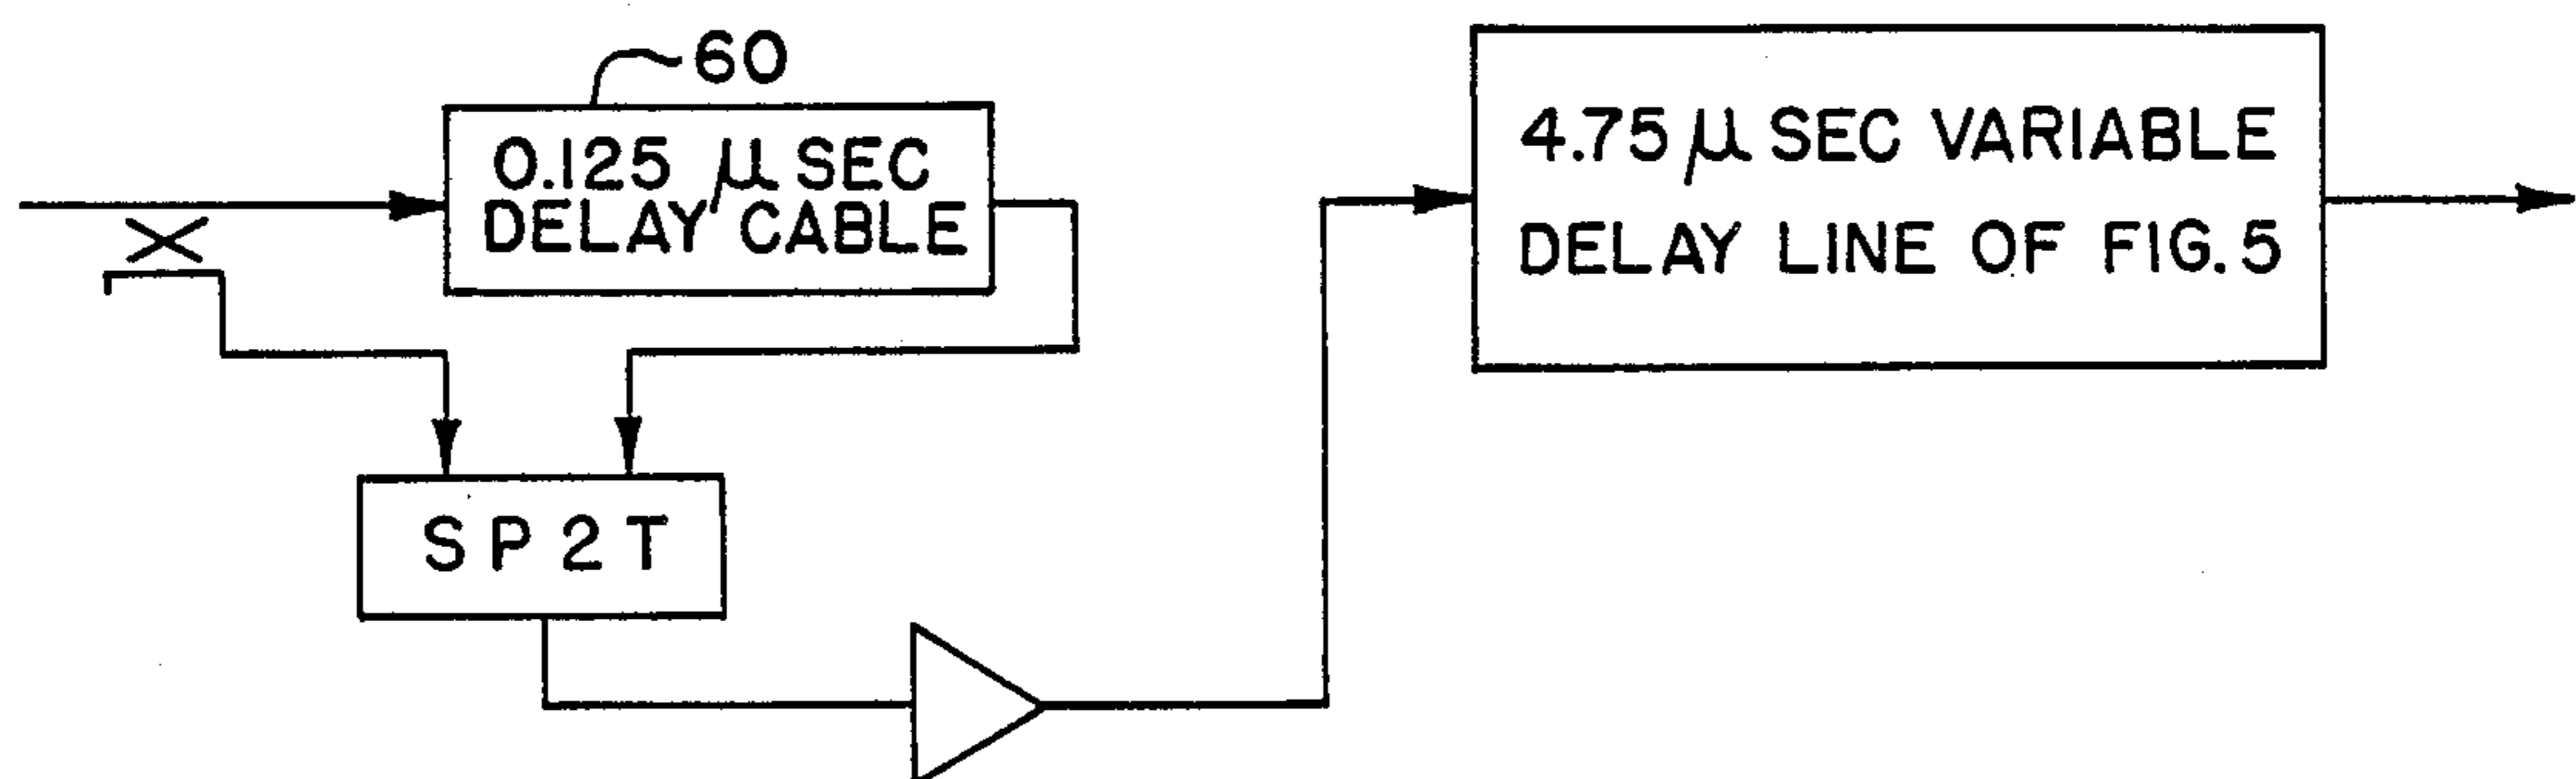 60
0.125 μ SEC
DELAY CABLE
4.75 μ SEC VARIABLE
DELAY LINE OF FIG. 5
SP2T